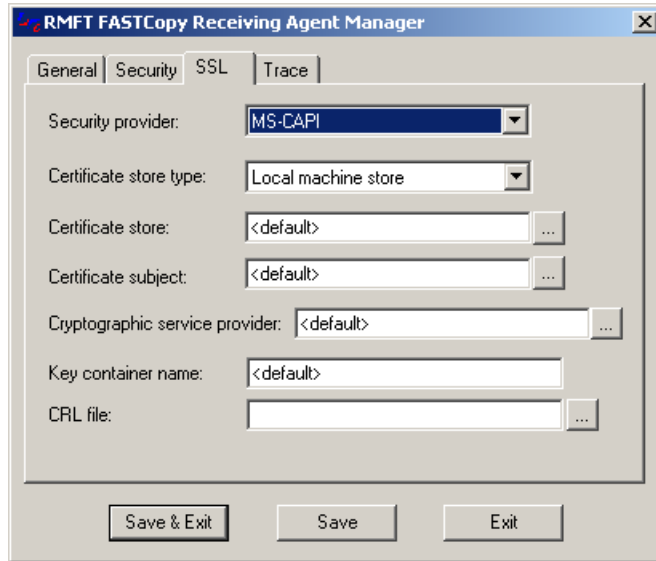 RMFT FASTCopy Receiving Agent Manager
General Security SSL Trace
Security provider: MS-CAPI
Certificate store type: Local machine store
Certificate store: <default> ...
Certificate subject: <default> ...
Cryptographic service provider: <default> ...
Key container name: <default>
CRL file: ...
Save & Exit Save Exit